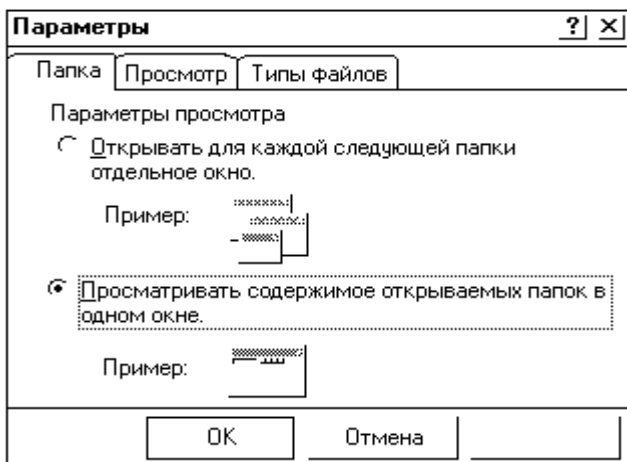 Параметры ? ×
Папка Просмотр Типы файлов
Параметры просмотра
Открывать для каждой следующей папки
отдельное окно.
Пример:
Просматривать содержимое открываемых папок в
одном окне.
Пример:
OK Отмена